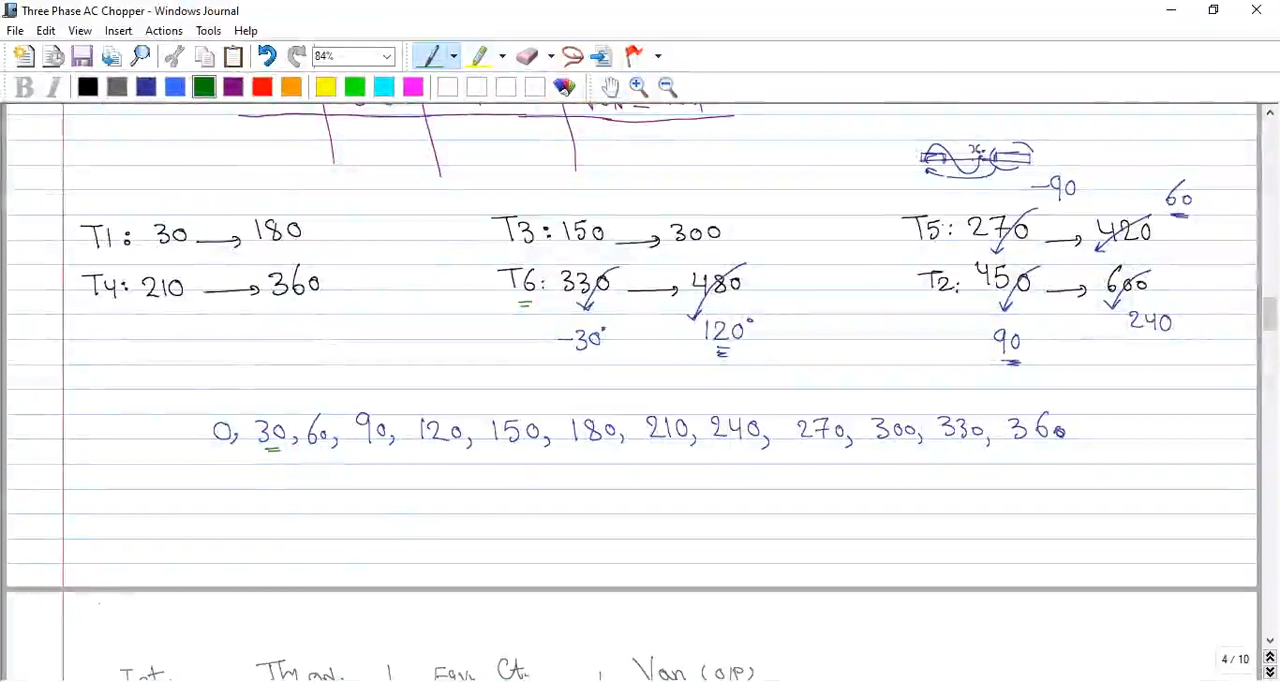 Three Phase AC Chopper - Windows Journal
File Edit View Insert Actions Tools Help
84%
B I
-90
60
T1: 30 → 180 T3: 150 → 300 T5: 270 → 420
T4: 210 → 360 T6: 330 → 480 T2: 450 → 600
-30° 120° 90 240
0, 30, 60, 90, 120, 150, 180, 210, 240, 270, 300, 330, 360
4 / 10
Van (O/P)